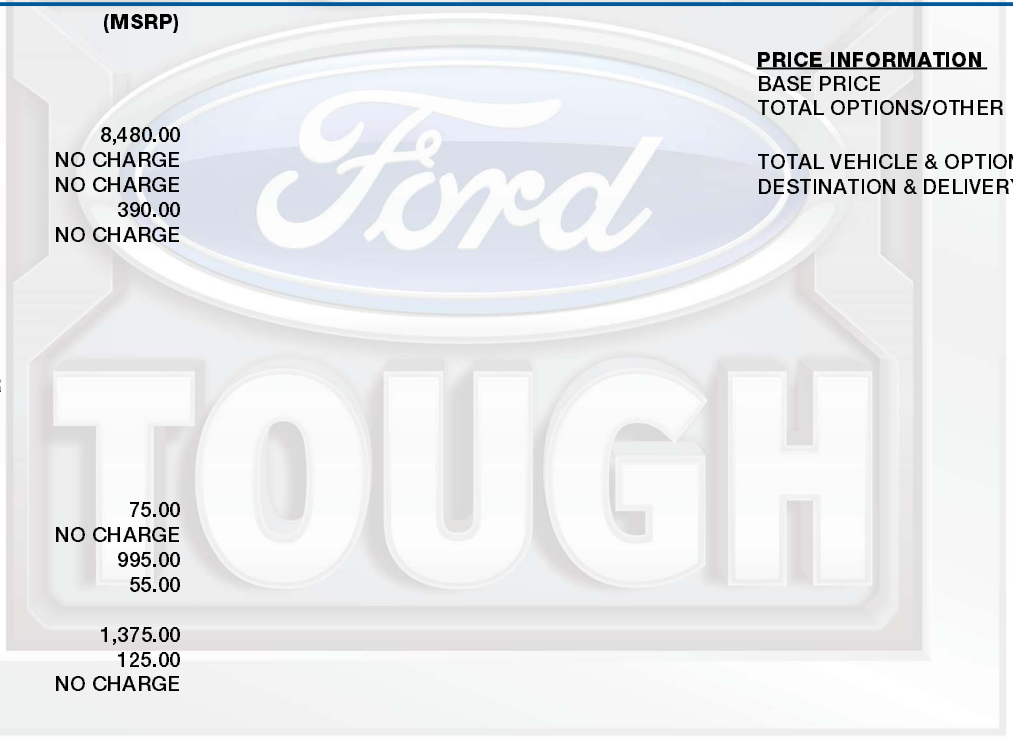 (MSRP)
8,480.00
NO CHARGE
NO CHARGE
390.00
NO CHARGE
75.00
NO CHARGE
995.00
55.00
1,375.00
125.00
NO CHARGE
PRICE INFORMATION
BASE PRICE
TOTAL OPTIONS/OTHER
TOTAL VEHICLE & OPTION
DESTINATION & DELIVERY
Ford
TOUGH